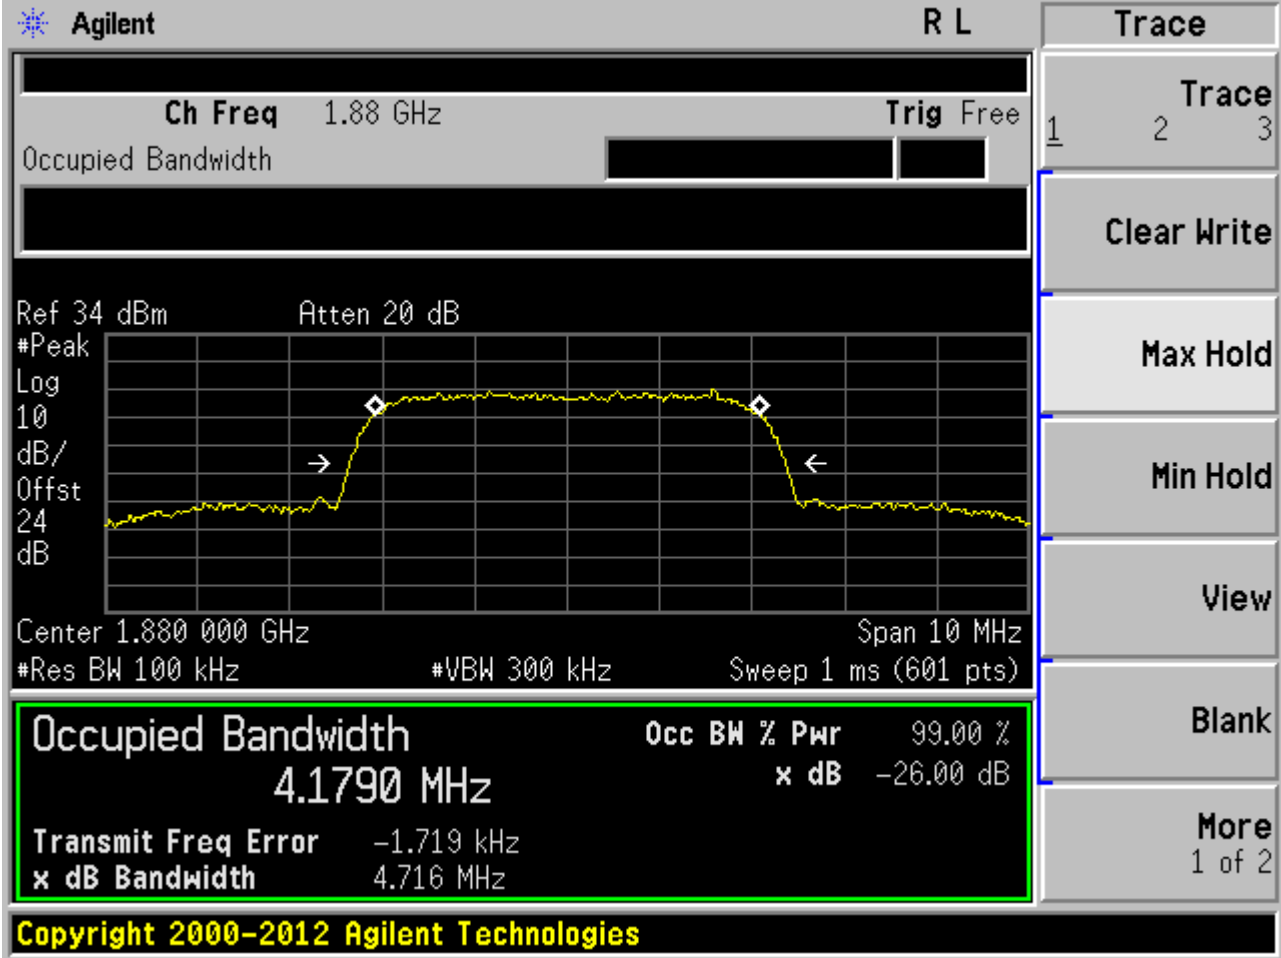 Agilent R L Trace
Ch Freq 1.88 GHz Trig Free
Occupied Bandwidth
Trace
1 2 3
Clear Write
Max Hold
Min Hold
View
Blank
More
1 of 2
Ref 34 dBm Atten 20 dB
#Peak
Log
10
dB/
Offst
24
dB
Center 1.880 000 GHz Span 10 MHz
#Res BW 100 kHz #VBW 300 kHz Sweep 1 ms (601 pts)
Occupied Bandwidth
4.1790 MHz
Occ BW % Pwr 99.00 %
x dB -26.00 dB
Transmit Freq Error -1.719 kHz
x dB Bandwidth 4.716 MHz
Copyright 2000-2012 Agilent Technologies